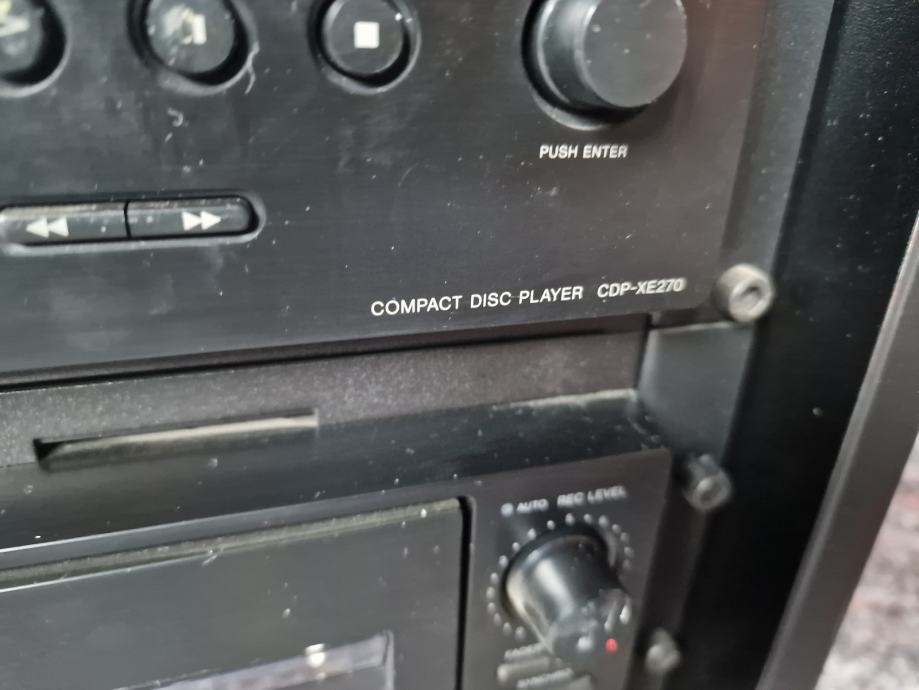 PUSH ENTER
COMPACT DISC PLAYER CDP-XE270
AUTO REC LEVEL